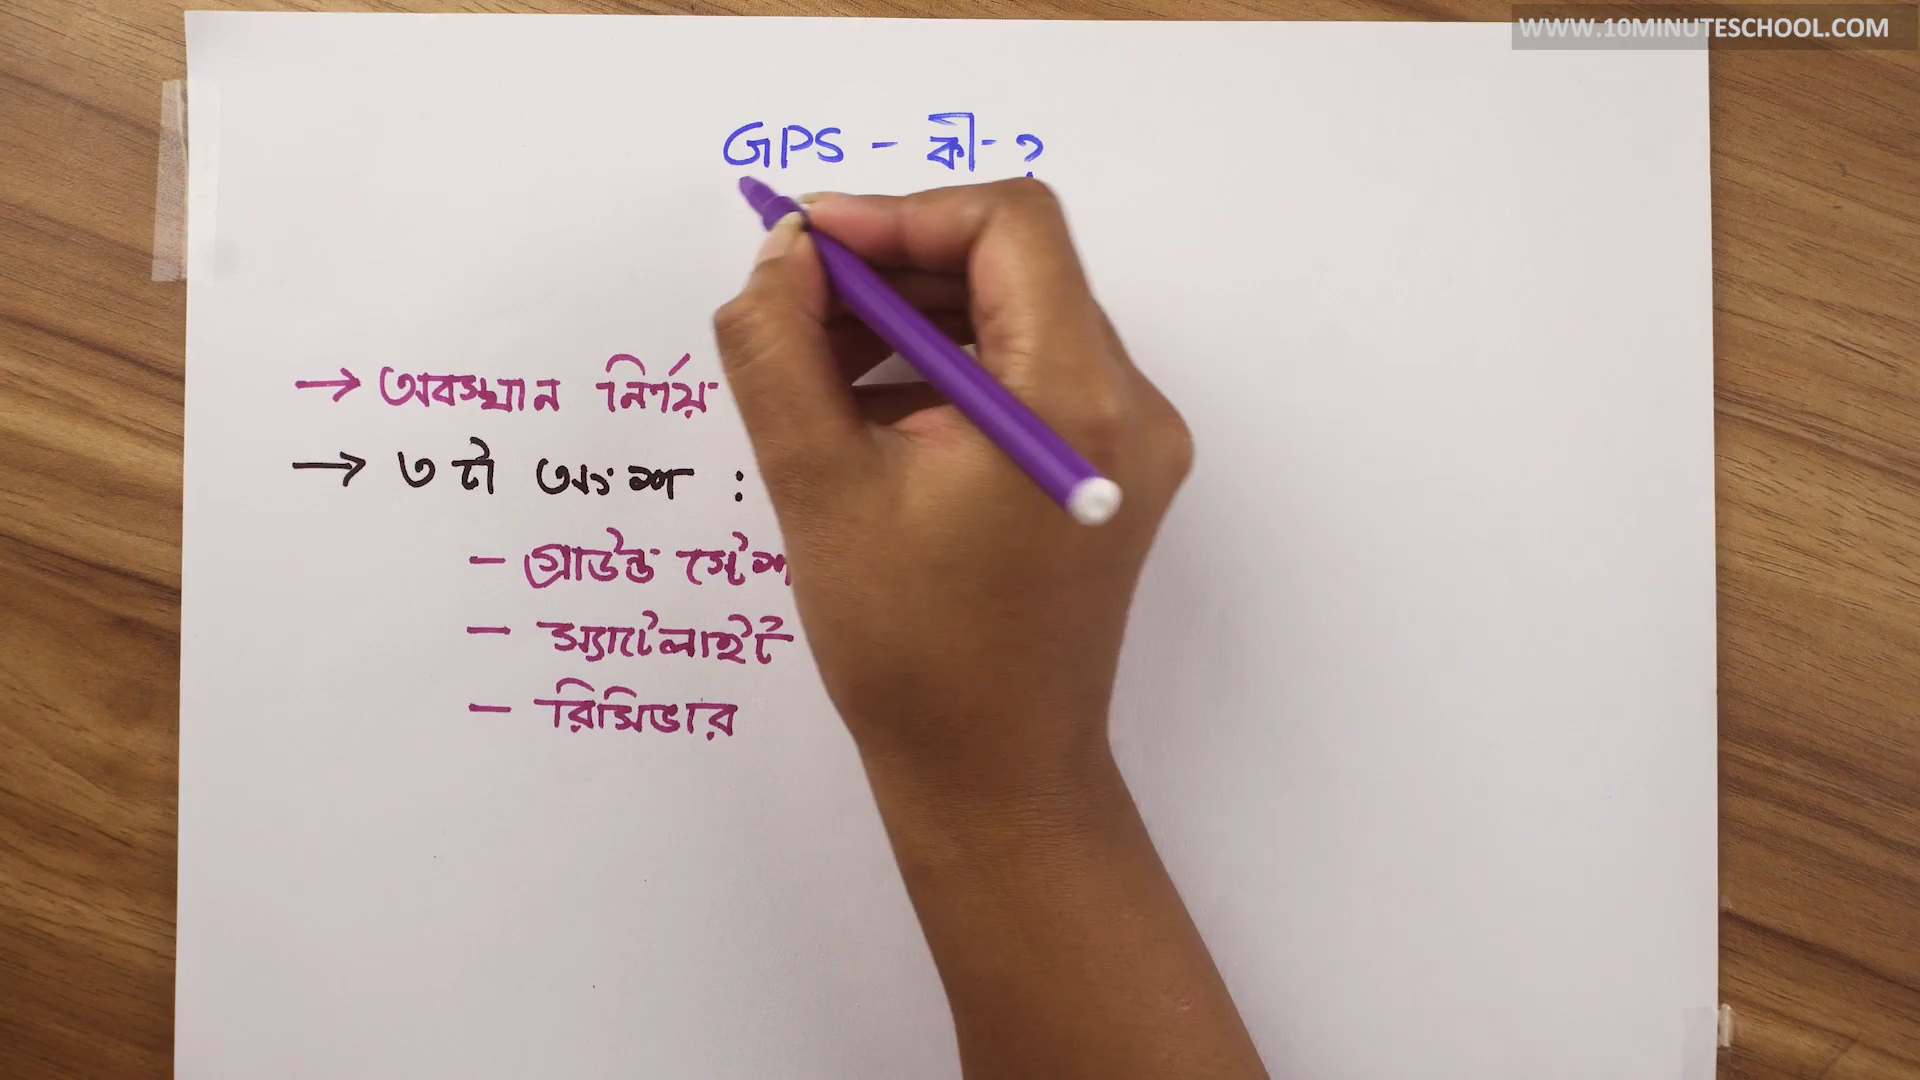 WWW.10MINUTESCHOOL.COM
GPS - কী - ?
→ অবস্থান নির্ণয়
→ ৩ টা অংশ :
- গ্রাউন্ড
- স্যাটেলাইট
- রিসিভার